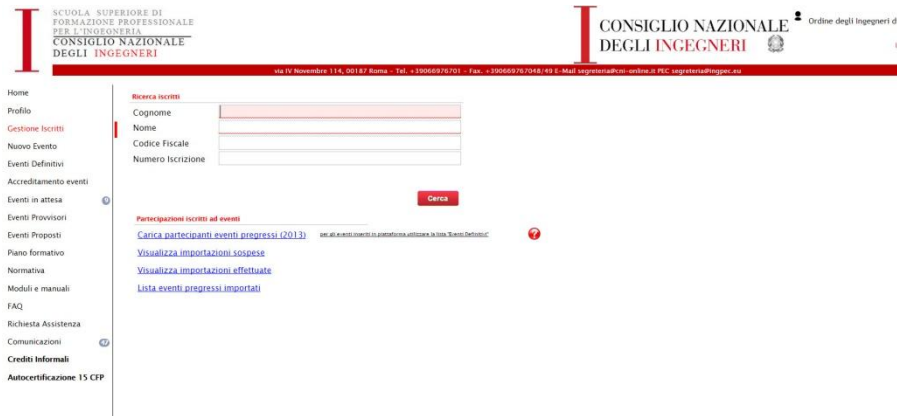 SCUOLA SUPERIORE DI
FORMAZIONE PROFESSIONALE
PER L'INGEGNERIA
CONSIGLIO NAZIONALE
DEGLI INGEGNERI
CONSIGLIO NAZIONALE
DEGLI INGEGNERI
Ordine degli Ingegneri d
via IV Novembre 114, 00187 Roma - Tel. +39066976701 - Fax. +390669767048/49 E-Mail segreteria@cni-online.it PEC segreteria@ingpec.eu
Home
Profilo
Gestione Iscritti
Nuovo Evento
Eventi Definitivi
Accreditamento eventi
Eventi in attesa
Eventi Provvisori
Eventi Proposti
Piano formativo
Normativa
Moduli e manuali
FAQ
Richiesta Assistenza
Comunicazioni 47
Crediti Informali
Autocertificazione 15 CFP
Ricerca iscritti
Cognome
Nome
Codice Fiscale
Numero Iscrizione
Cerca
Partecipazioni iscritti ad eventi
Carica partecipanti eventi pregressi (2013) per gli eventi inseriti in piattaforma utilizzare la lista "Eventi Definitivi"
?
Visualizza importazioni sospese
Visualizza importazioni effettuate
Lista eventi pregressi importati